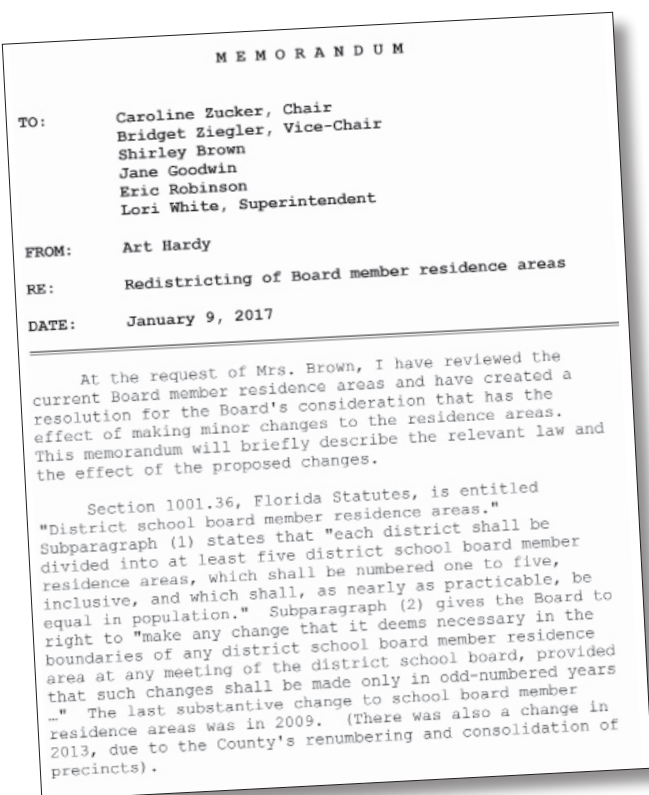 M E M O R A N D U M
TO: Caroline Zucker, Chair
Bridget Ziegler, Vice-Chair
Shirley Brown
Jane Goodwin
Eric Robinson
Lori White, Superintendent
FROM: Art Hardy
RE: Redistricting of Board member residence areas
DATE: January 9, 2017
At the request of Mrs. Brown, I have reviewed the
current Board member residence areas and have created a
resolution for the Board's consideration that has the
effect of making minor changes to the residence areas.
This memorandum will briefly describe the relevant law and
the effect of the proposed changes.
Section 1001.36, Florida Statutes, is entitled
"District school board member residence areas."
Subparagraph (1) states that "each district shall be
divided into at least five district school board member
residence areas, which shall be numbered one to five,
inclusive, and which shall, as nearly as practicable, be
equal in population." Subparagraph (2) gives the Board to
right to "make any change that it deems necessary in the
boundaries of any district school board member residence
area at any meeting of the district school board, provided
that such changes shall be made only in odd-numbered years
…" The last substantive change to school board member
residence areas was in 2009. (There was also a change in
2013, due to the County's renumbering and consolidation of
precincts).